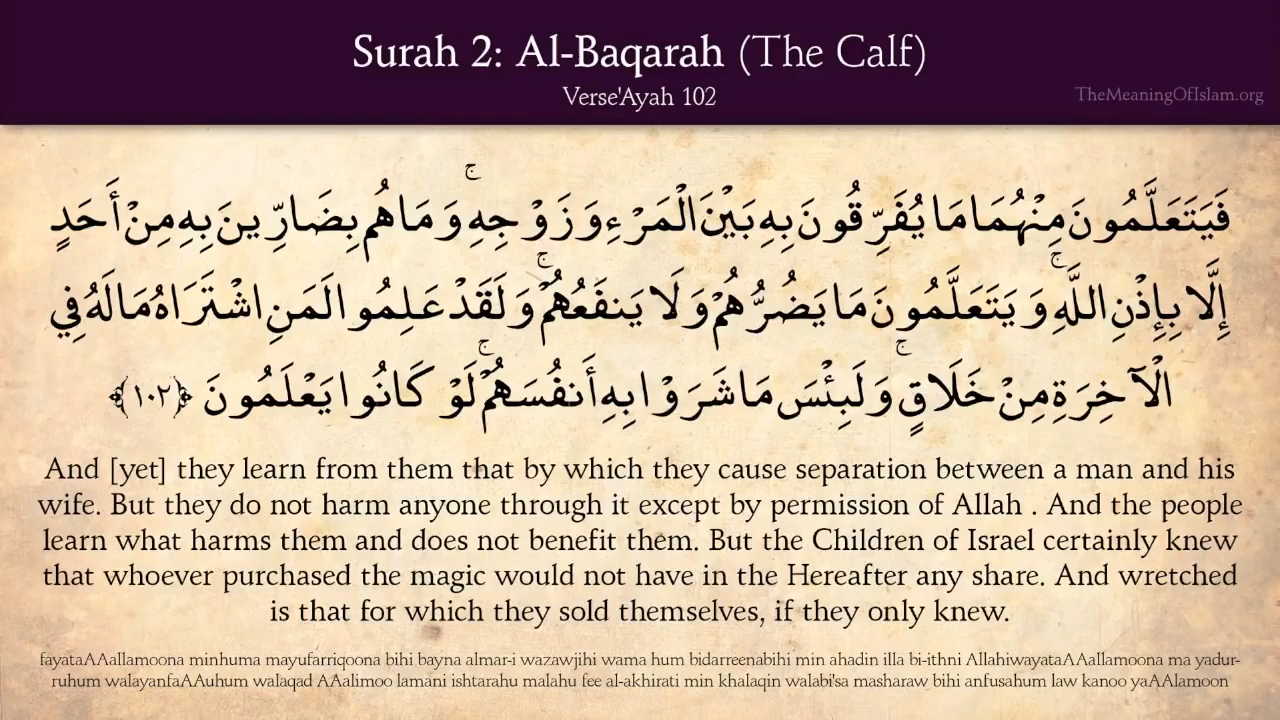 Surah 2: Al-Baqarah (The Calf)
Verse'Ayah 102
TheMeaningOfIslam.org
فَيَتَعَلَّمُونَ مِنْهُمَا مَا يُفَرِّقُونَ بِهِ بَيْنَ الْمَرْءِ وَزَوْجِهِ ۚ وَمَا هُم بِضَارِّينَ بِهِ مِنْ أَحَدٍ
إِلَّا بِإِذْنِ اللَّهِ ۚ وَيَتَعَلَّمُونَ مَا يَضُرُّهُمْ وَلَا يَنفَعُهُمْ ۚ وَلَقَدْ عَلِمُوا لَمَنِ اشْتَرَاهُ مَا لَهُ فِي
الْآخِرَةِ مِنْ خَلَاقٍ ۚ وَلَبِئْسَ مَا شَرَوْا بِهِ أَنفُسَهُمْ ۚ لَوْ كَانُوا يَعْلَمُونَ ﴿١٠٢﴾
And [yet] they learn from them that by which they cause separation between a man and his
wife. But they do not harm anyone through it except by permission of Allah . And the people
learn what harms them and does not benefit them. But the Children of Israel certainly knew
that whoever purchased the magic would not have in the Hereafter any share. And wretched
is that for which they sold themselves, if they only knew.
fayataAAallamoona minhuma mayufarriqoona bihi bayna almar-i wazawjihi wama hum bidarreenabihi min ahadin illa bi-ithni AllahiwayataAAallamoona ma yadur-
ruhum walayanfaAAuhum walaqad AAalimoo lamani ishtarahu malahu fee al-akhirati min khalaqin walabi'sa masharaw bihi anfusahum law kanoo yaAAlamoon